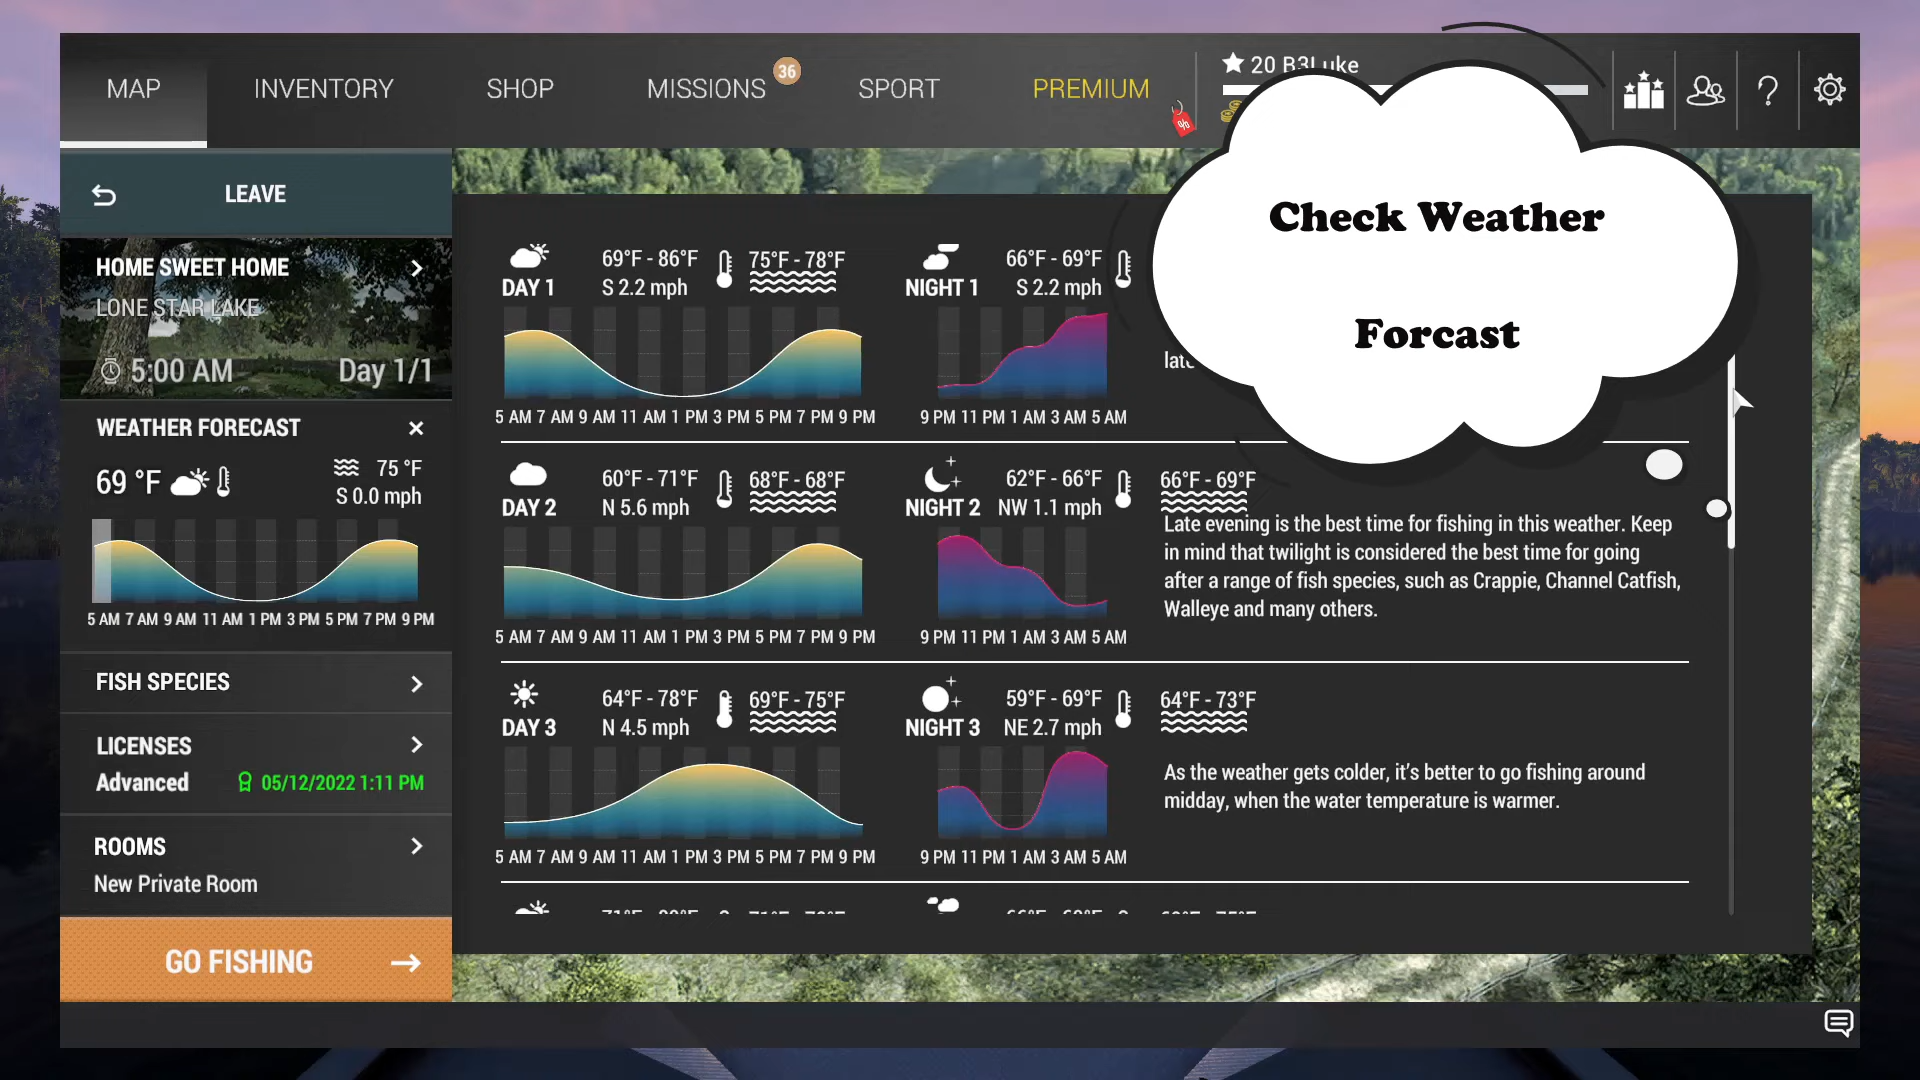 MAP
INVENTORY
SHOP
MISSIONS
36
SPORT
PREMIUM
%
20 B3Luke
?
LEAVE
HOME SWEET HOME
LONE STAR LAKE
5:00 AM Day 1/1
WEATHER FORECAST
69 °F 75 °F
S 0.0 mph
5 AM 7 AM 9 AM 11 AM 1 PM 3 PM 5 PM 7 PM 9 PM
FISH SPECIES
LICENSES
Advanced 05/12/2022 1:11 PM
ROOMS
New Private Room
GO FISHING
Check Weather
Forcast
DAY 1
69°F - 86°F 75°F - 78°F
S 2.2 mph
5 AM 7 AM 9 AM 11 AM 1 PM 3 PM 5 PM 7 PM 9 PM
NIGHT 1
66°F - 69°F
S 2.2 mph
9 PM 11 PM 1 AM 3 AM 5 AM
DAY 2
60°F - 71°F 68°F - 68°F
N 5.6 mph
5 AM 7 AM 9 AM 11 AM 1 PM 3 PM 5 PM 7 PM 9 PM
NIGHT 2
62°F - 66°F 66°F - 69°F
NW 1.1 mph
9 PM 11 PM 1 AM 3 AM 5 AM
Late evening is the best time for fishing in this weather. Keep
in mind that twilight is considered the best time for going
after a range of fish species, such as Crappie, Channel Catfish,
Walleye and many others.
DAY 3
64°F - 78°F 69°F - 75°F
N 4.5 mph
5 AM 7 AM 9 AM 11 AM 1 PM 3 PM 5 PM 7 PM 9 PM
NIGHT 3
59°F - 69°F 64°F - 73°F
NE 2.7 mph
9 PM 11 PM 1 AM 3 AM 5 AM
As the weather gets colder, it's better to go fishing around
midday, when the water temperature is warmer.